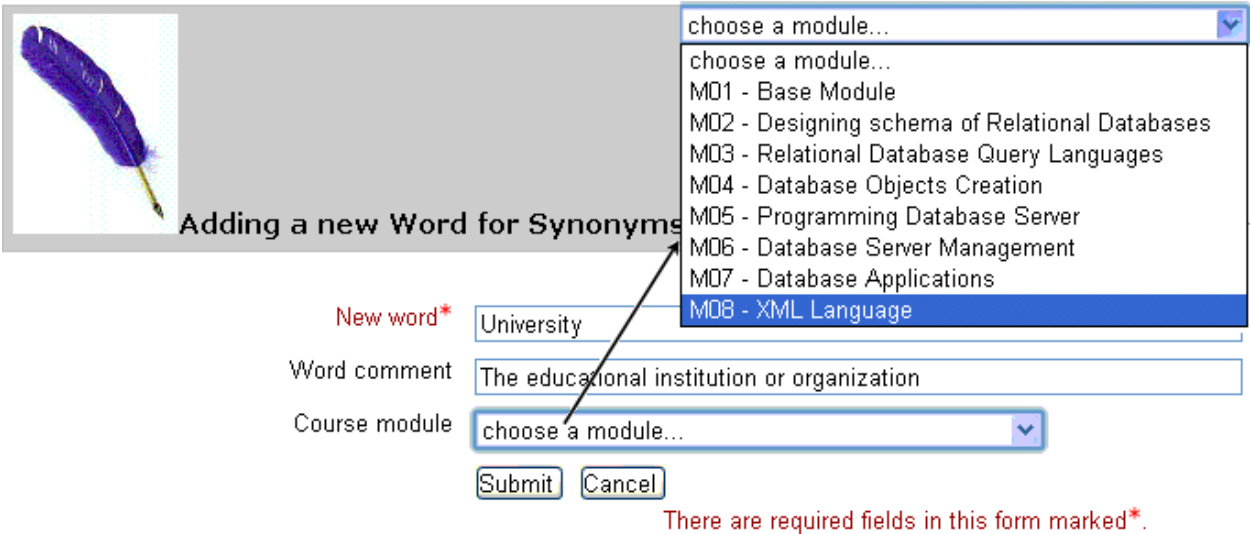 choose a module...
choose a module...
M01 - Base Module
M02 - Designing schema of Relational Databases
M03 - Relational Database Query Languages
M04 - Database Objects Creation
M05 - Programming Database Server
M06 - Database Server Management
M07 - Database Applications
M08 - XML Language
Adding a new Word for Synonyms
New word* University
Word comment The educational institution or organization
Course module choose a module...
Submit Cancel
There are required fields in this form marked*.